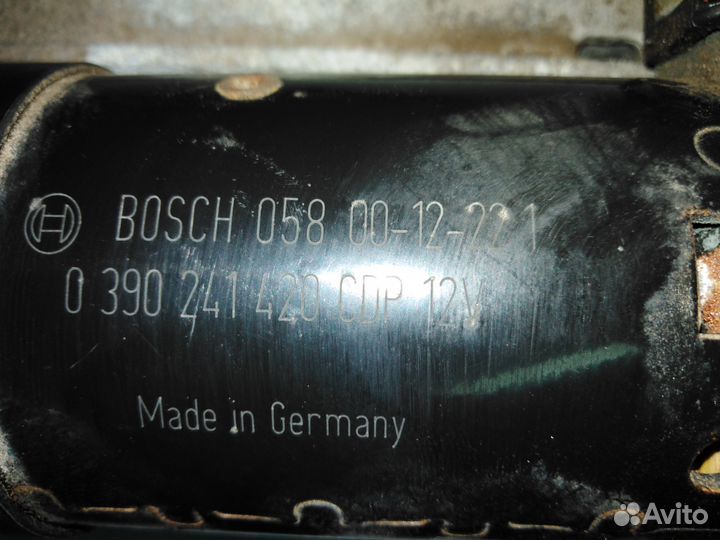 BOSCH 058 00-12-22 1
0 390 241 420 CDP 12V
Made in Germany
Avito